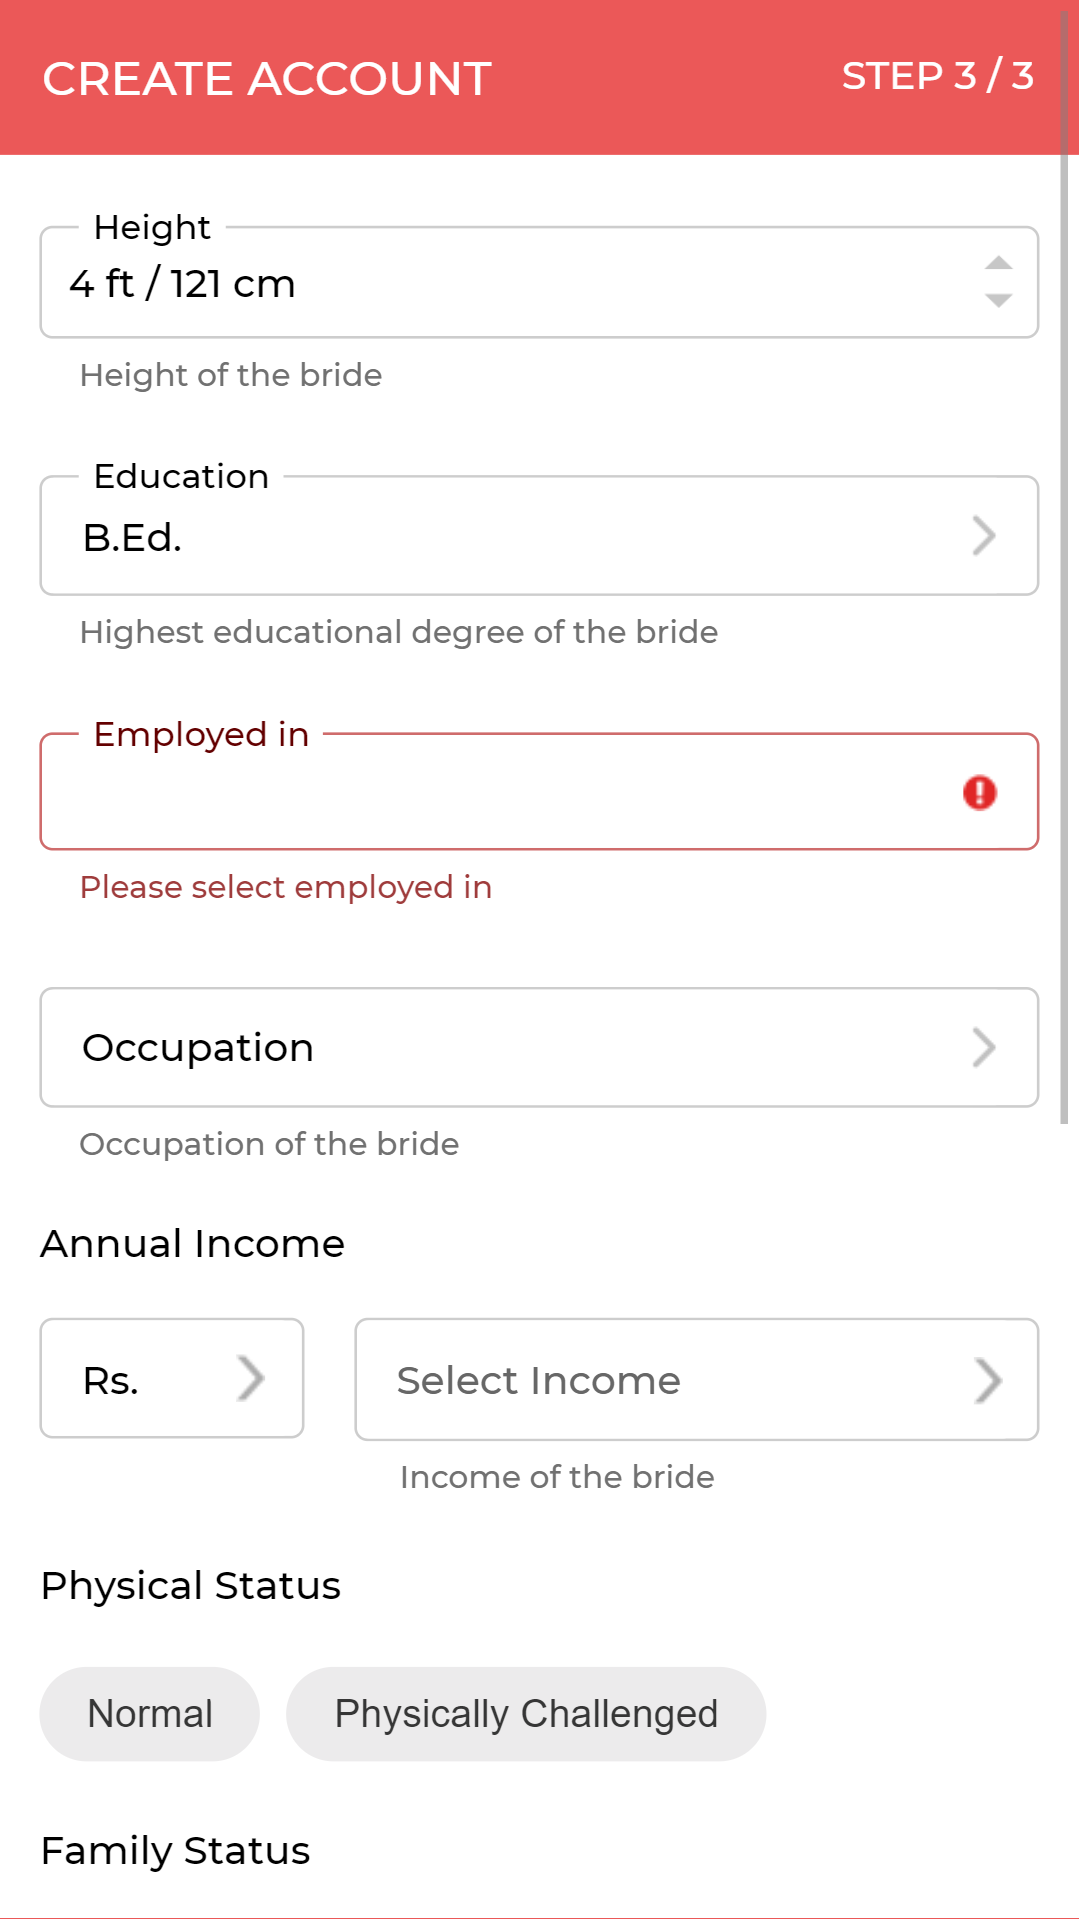 CREATE ACCOUNT
STEP 3 / 3
Height
4 ft / 121 cm
Height of the bride
Education
B.Ed.
Highest educational degree of the bride
Employed in
Please select employed in
Occupation
Occupation of the bride
Annual Income
Rs.
Select Income
Income of the bride
Physical Status
Normal
Physically Challenged
Family Status